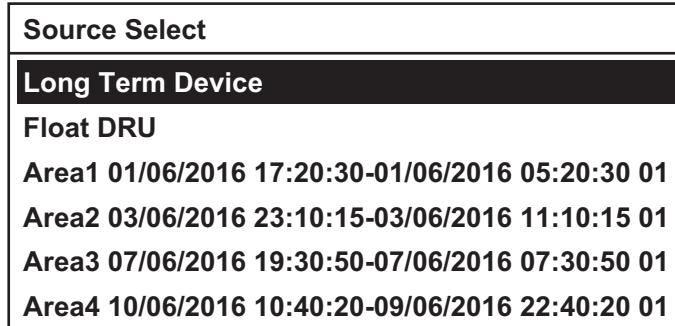 Source Select
Long Term Device
Float DRU
Area1 01/06/2016 17:20:30-01/06/2016 05:20:30 01
Area2 03/06/2016 23:10:15-03/06/2016 11:10:15 01
Area3 07/06/2016 19:30:50-07/06/2016 07:30:50 01
Area4 10/06/2016 10:40:20-09/06/2016 22:40:20 01